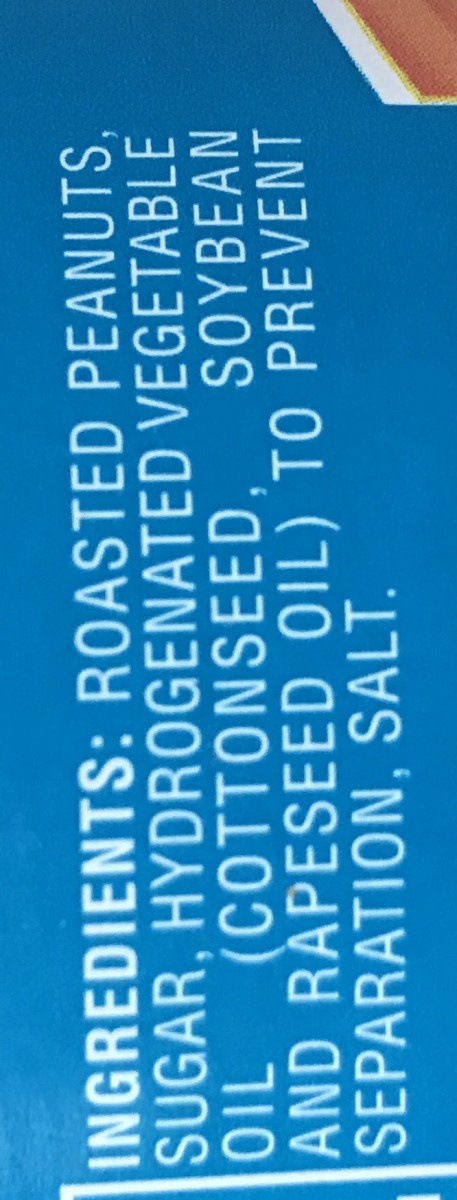 INGREDIENTS: ROASTED PEANUTS,
SUGAR, HYDROGENATED VEGETABLE
OIL (COTTONSEED, SOYBEAN
AND RAPESEED OIL) TO PREVENT
SEPARATION, SALT.